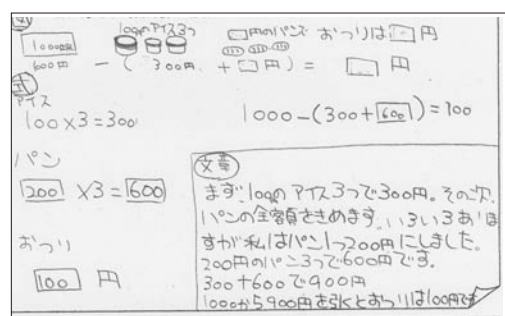 図
100円のアイス3つ □円のパン3つ おつりは□円
1000円
600円 - ( 300円 + □円 ) = □円
式
アイス
100×3=300
1000-(300+600)=100
パン
200×3=600
おつり
100円
文章
まず、100円のアイス3つで300円。その次、
パンの全額をきめます。いろいろありま
すが私はパン1つ200円にしました。
200円のパン3つで600円です。
300+600で900円
1000から900円を引くとおつりは100円です